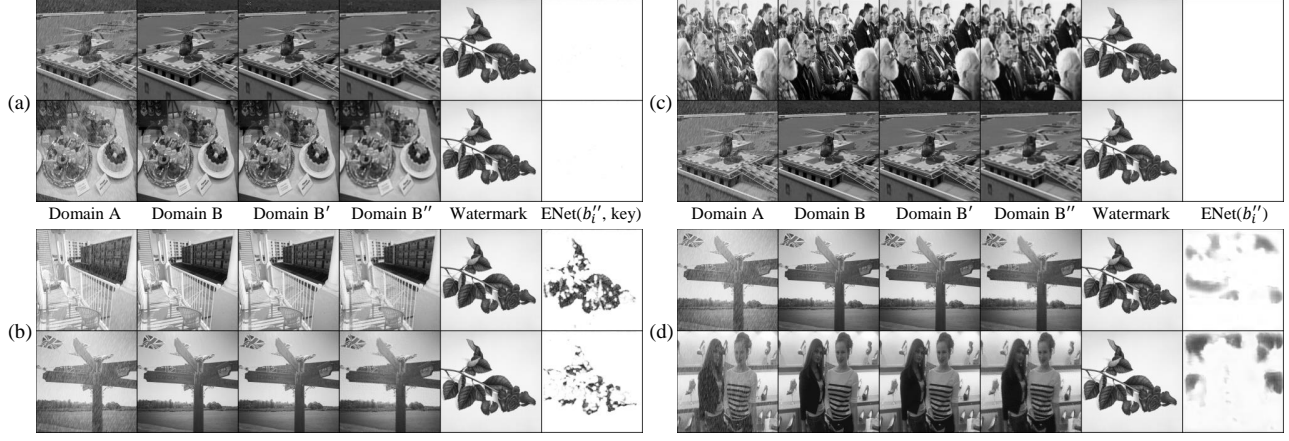 (a)
(c)
Domain A Domain B Domain B′ Domain B′′ Watermark ENet(b″ᵢ, key)
Domain A Domain B Domain B′ Domain B′′ Watermark ENet(b″ᵢ)
(b)
(d)